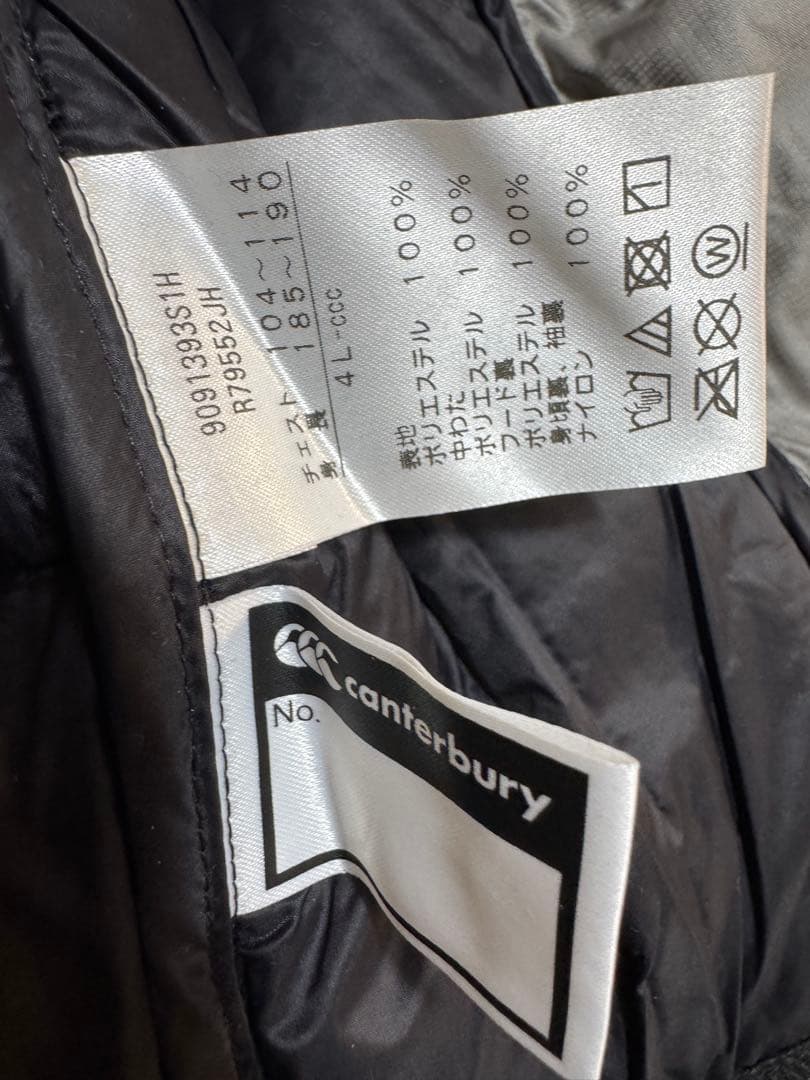 9091393S1H
R79552JH
チェスト 104～114
身長 185～190
4L-CCC
表地
ポリエステル 100%
中わた
ポリエステル 100%
フード裏
ポリエステル 100%
身頃裏、袖裏
ナイロン 100%
W
canterbury
No.